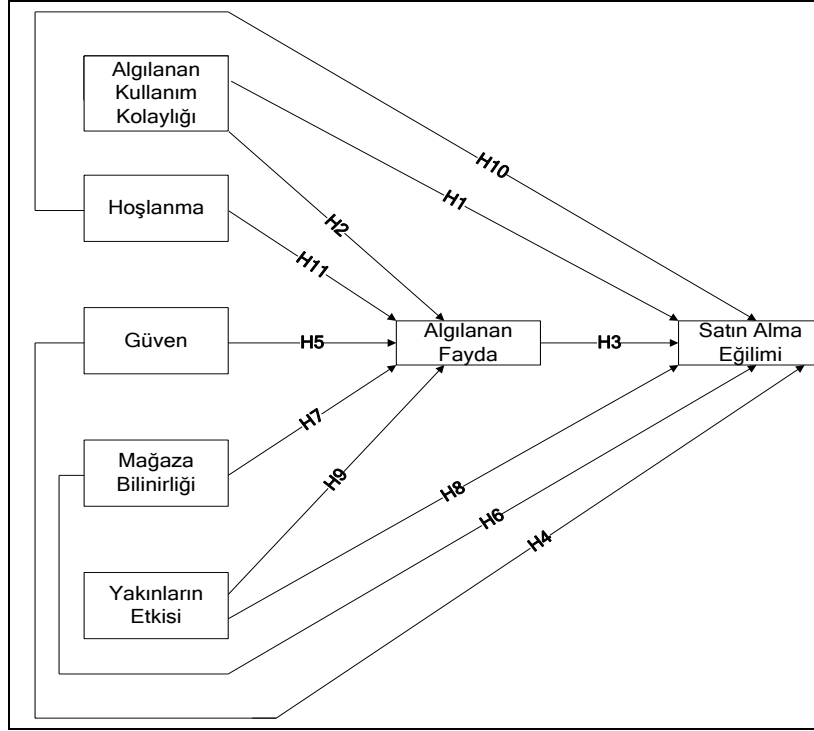 Algılanan
Kullanım
Kolaylığı
H10
H1
Hoşlanma
H2
H11
Güven
H5
Algılanan
Fayda
H3
Satın Alma
Eğilimi
H7
Mağaza
Bilinirliği
H9
H8
H6
H4
Yakınların
Etkisi